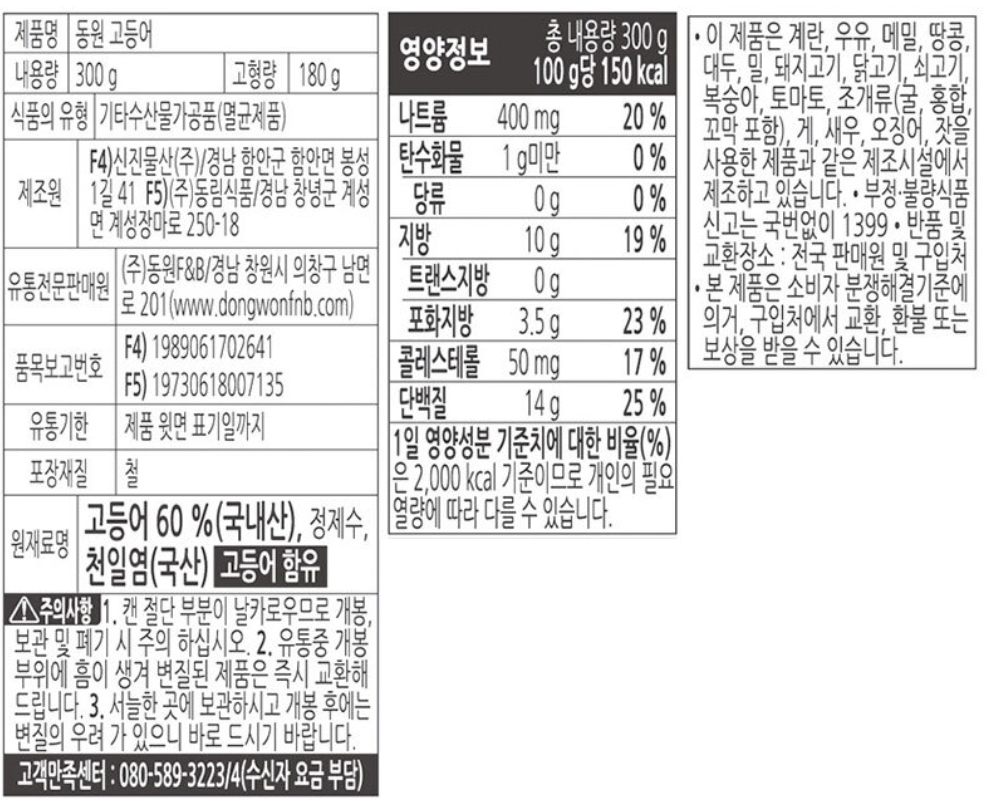 제품명 동원 고등어
내용량 300 g 고형량 180 g
식품의 유형 기타수산물가공품(멸균제품)
제조원
F4)신진물산(주)/경남 함안군 함안면 봉성
1길 41 F5)(주)동림식품/경남 창녕군 계성
면 계성장마로 250-18
유통전문판매원
(주)동원F&B/경남 창원시 의창구 남면
로 201(www.dongwonfnb.com)
품목보고번호
F4) 1989061702641
F5) 19730618007135
유통기한 제품 윗면 표기일까지
포장재질 철
원재료명
고등어 60 %(국내산), 정제수,
천일염(국산) 고등어 함유
⚠주의사항 1. 캔 절단 부분이 날카로우므로 개봉,
보관 및 폐기 시 주의 하십시오. 2. 유통중 개봉
부위에 흠이 생겨 변질된 제품은 즉시 교환해
드립니다. 3. 서늘한 곳에 보관하시고 개봉 후에는
변질의 우려 가 있으니 바로 드시기 바랍니다.
고객만족센터 : 080-589-3223/4(수신자 요금 부담)
영양정보
총 내용량 300 g
100 g당 150 kcal
나트륨 400 mg 20 %
탄수화물 1 g미만 0 %
당류 0 g 0 %
지방 10 g 19 %
트랜스지방 0 g
포화지방 3.5 g 23 %
콜레스테롤 50 mg 17 %
단백질 14 g 25 %
1일 영양성분 기준치에 대한 비율(%)
은 2,000 kcal 기준이므로 개인의 필요
열량에 따라 다를 수 있습니다.
• 이 제품은 계란, 우유, 메밀, 땅콩,
대두, 밀, 돼지고기, 닭고기, 쇠고기,
복숭아, 토마토, 조개류(굴, 홍합,
꼬막 포함), 게, 새우, 오징어, 잣을
사용한 제품과 같은 제조시설에서
제조하고 있습니다. • 부정·불량식품
신고는 국번없이 1399 • 반품 및
교환장소 : 전국 판매원 및 구입처
• 본 제품은 소비자 분쟁해결기준에
의거, 구입처에서 교환, 환불 또는
보상을 받을 수 있습니다.